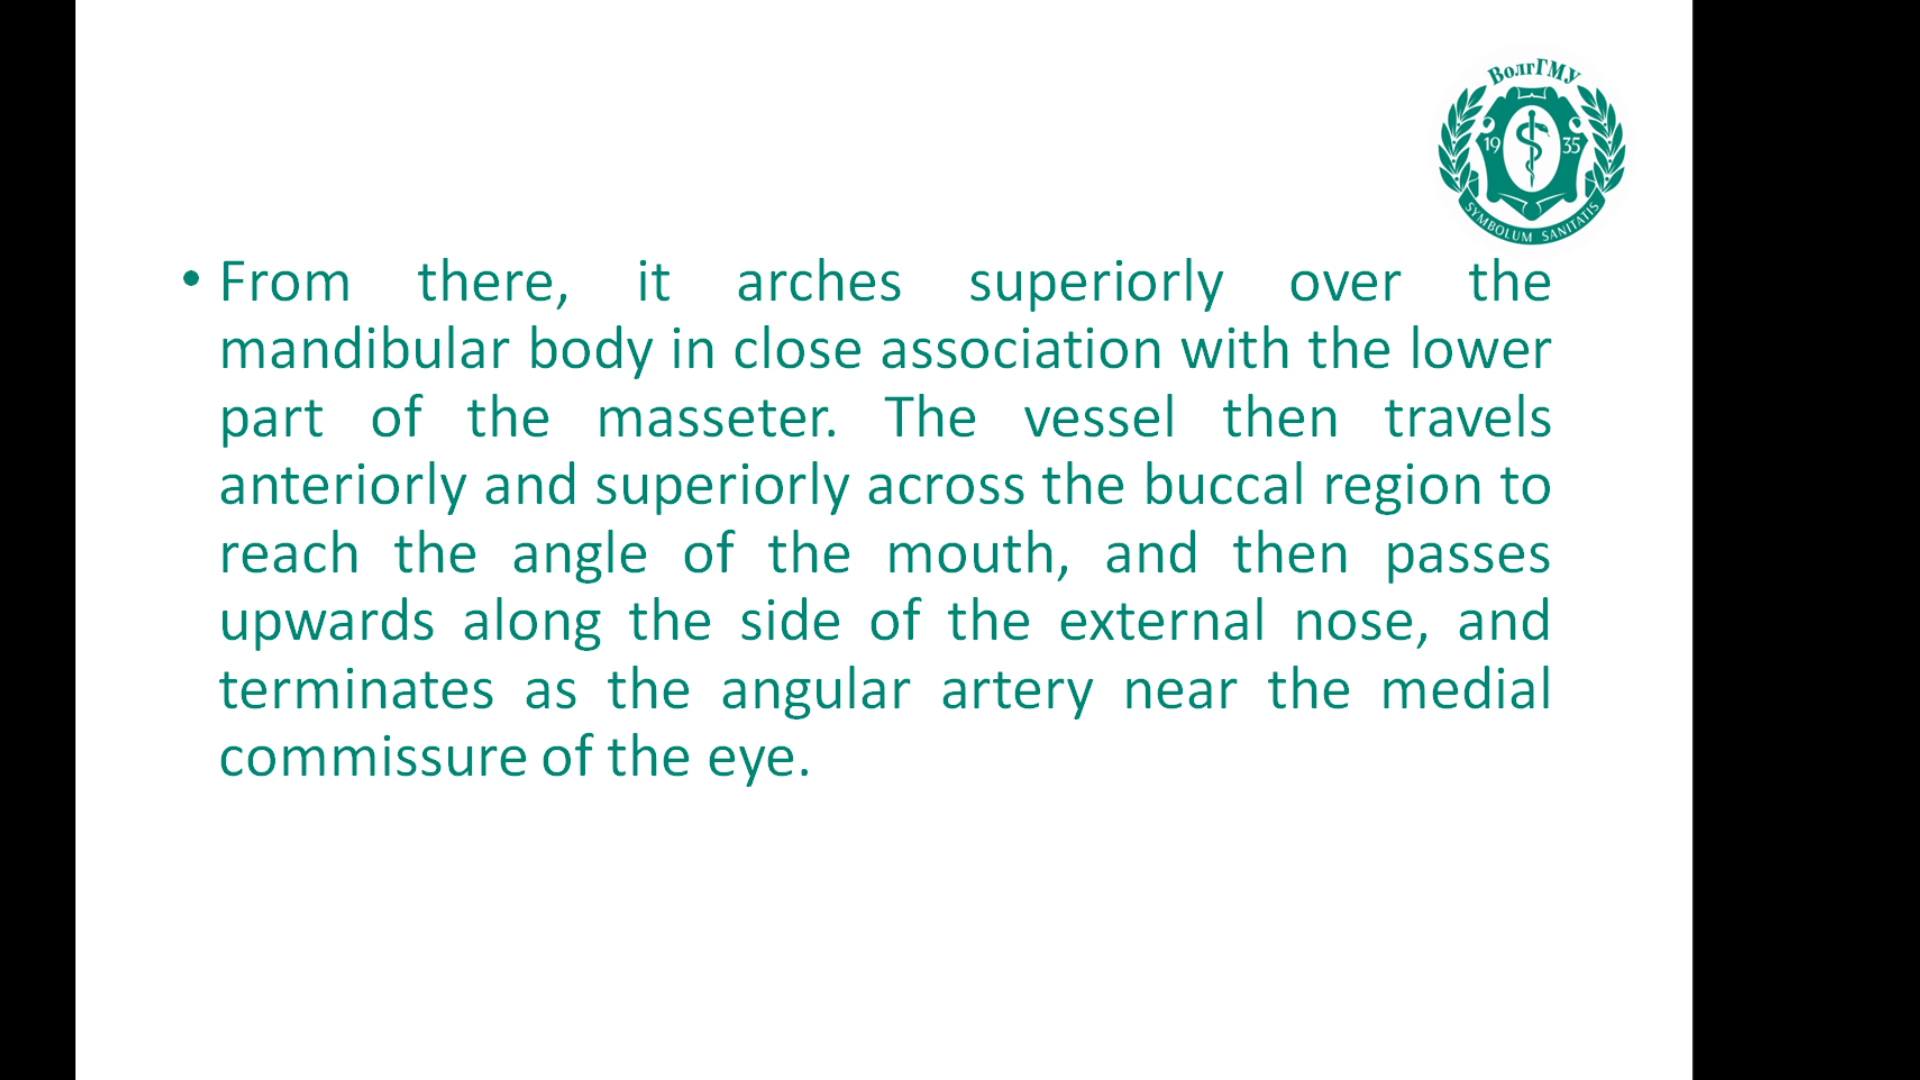 ВолгГМУ
19 35
SYMBOLUM SANITATIS
• From there, it arches superiorly over the
mandibular body in close association with the lower
part of the masseter. The vessel then travels
anteriorly and superiorly across the buccal region to
reach the angle of the mouth, and then passes
upwards along the side of the external nose, and
terminates as the angular artery near the medial
commissure of the eye.